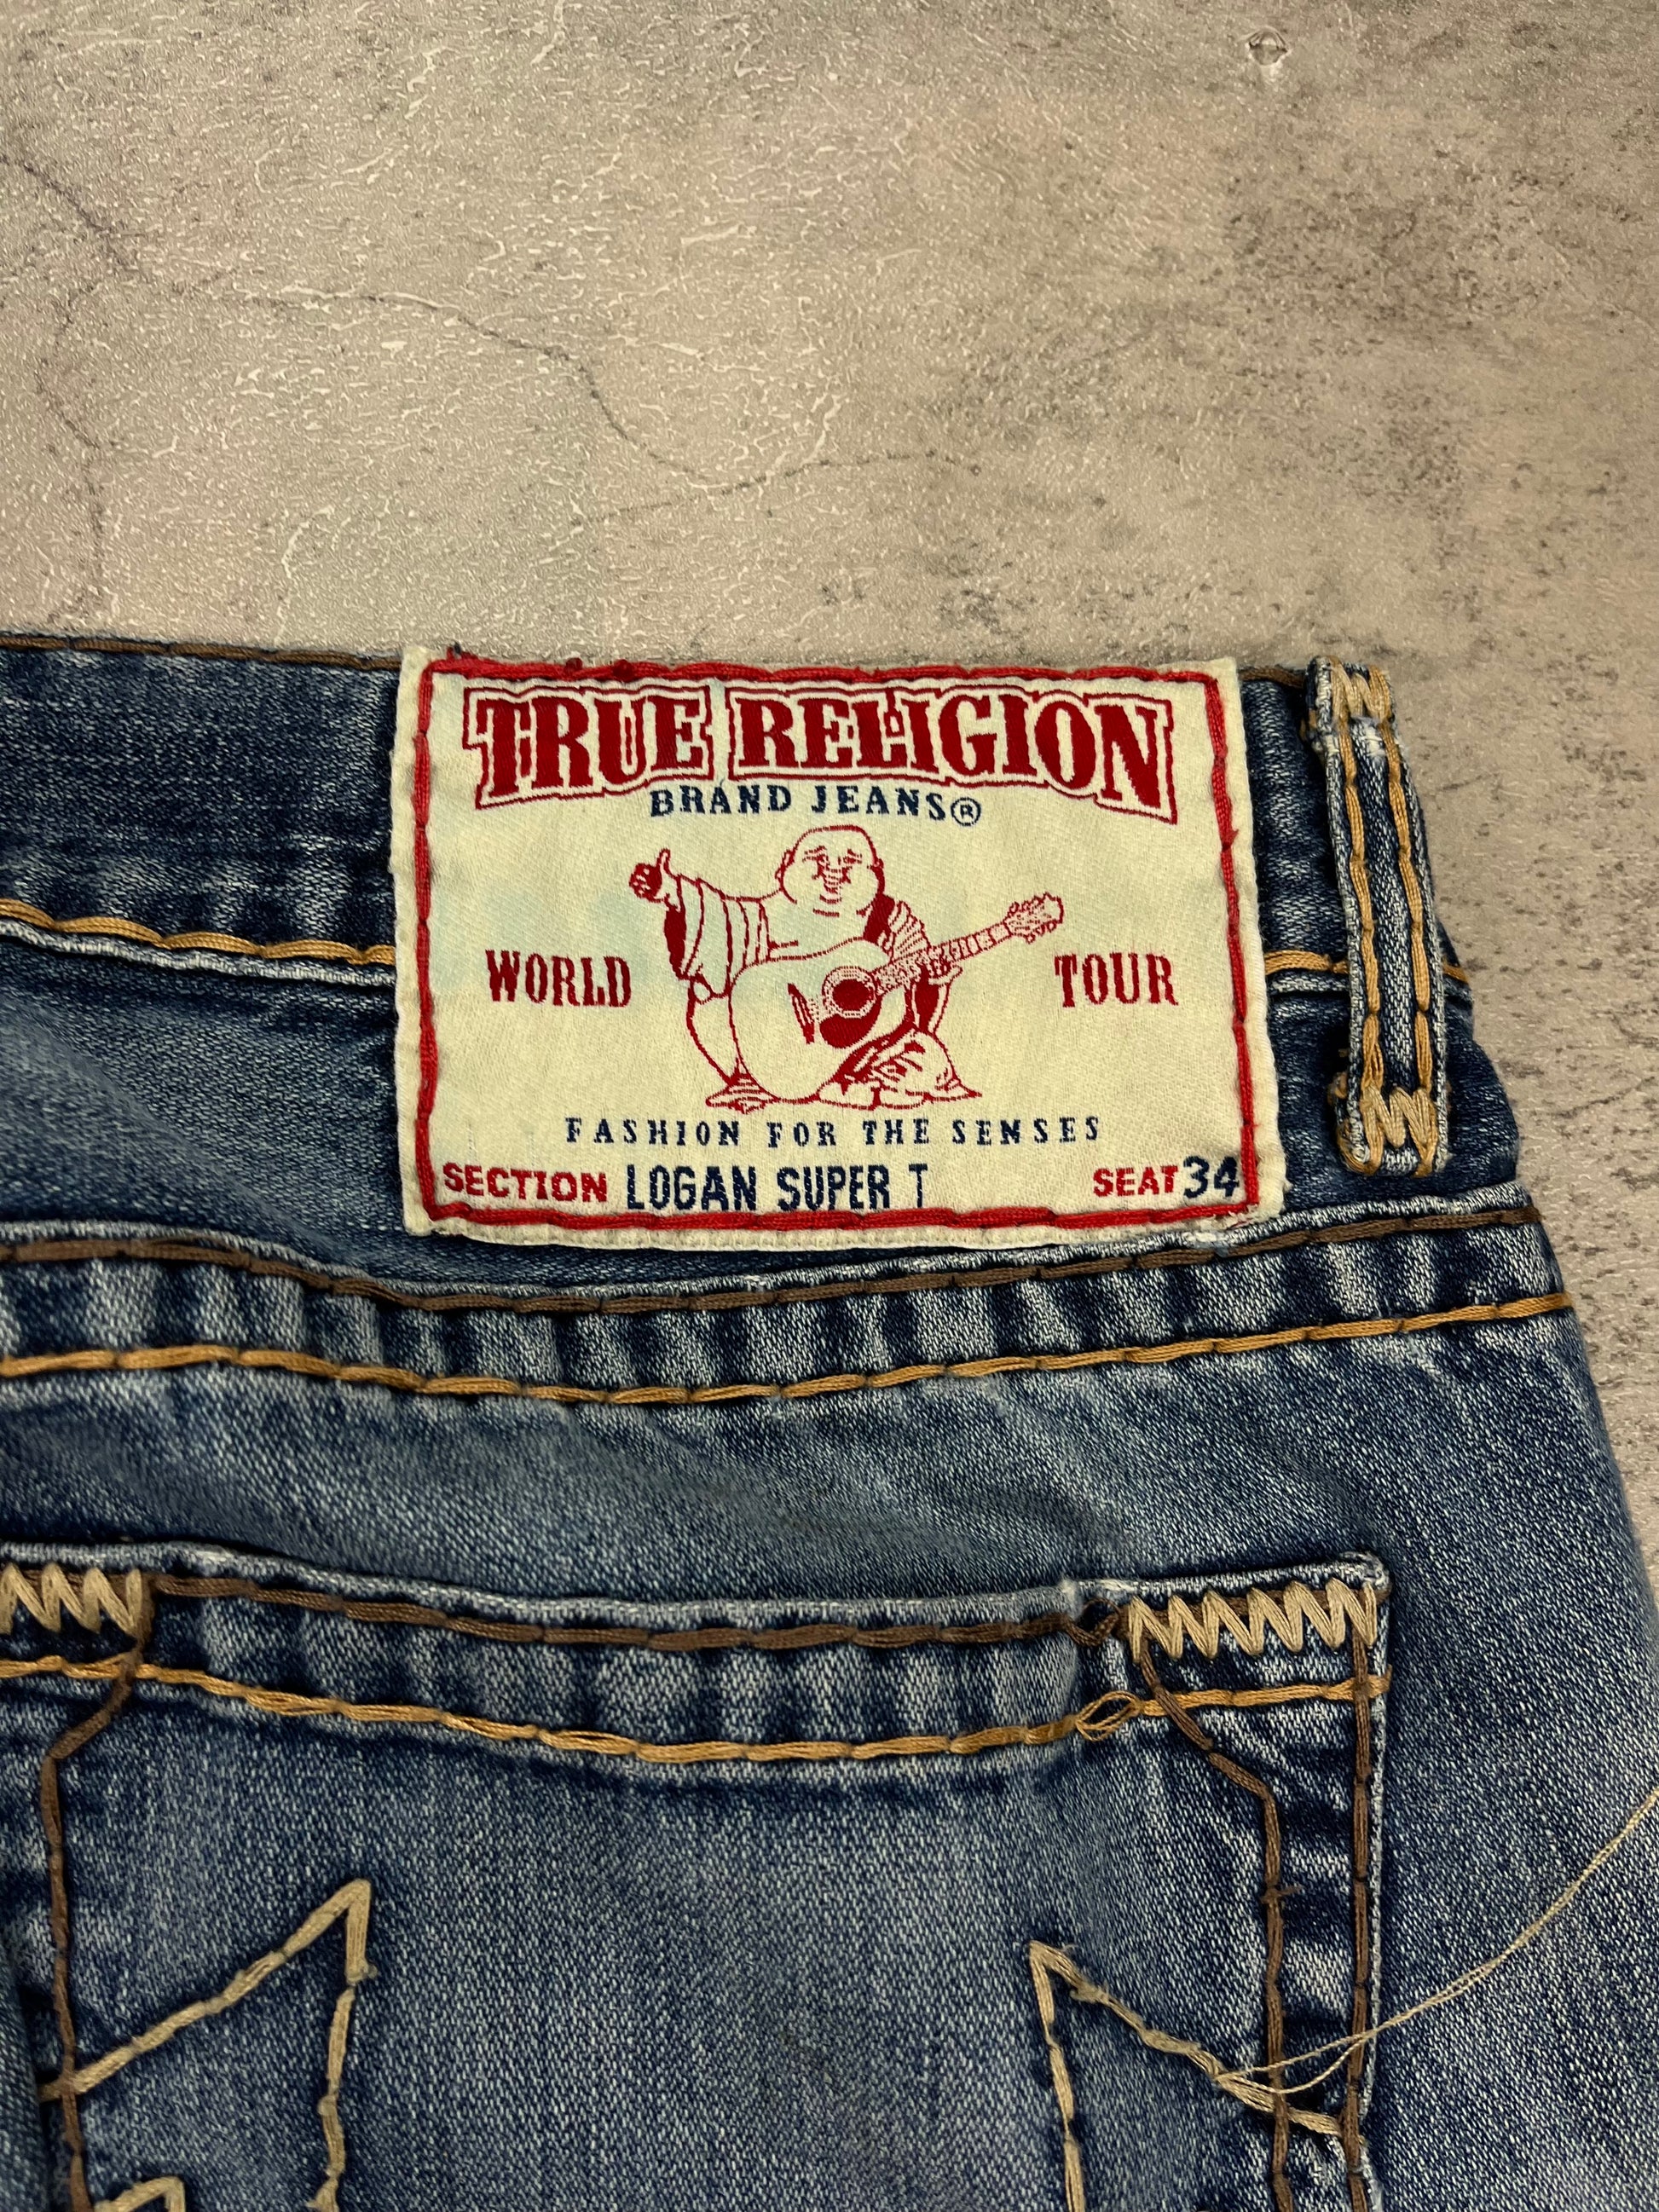 TRUE RELIGION
BRAND JEANS®
WORLD TOUR
FASHION FOR THE SENSES
SECTION LOGAN SUPER T SEAT 34